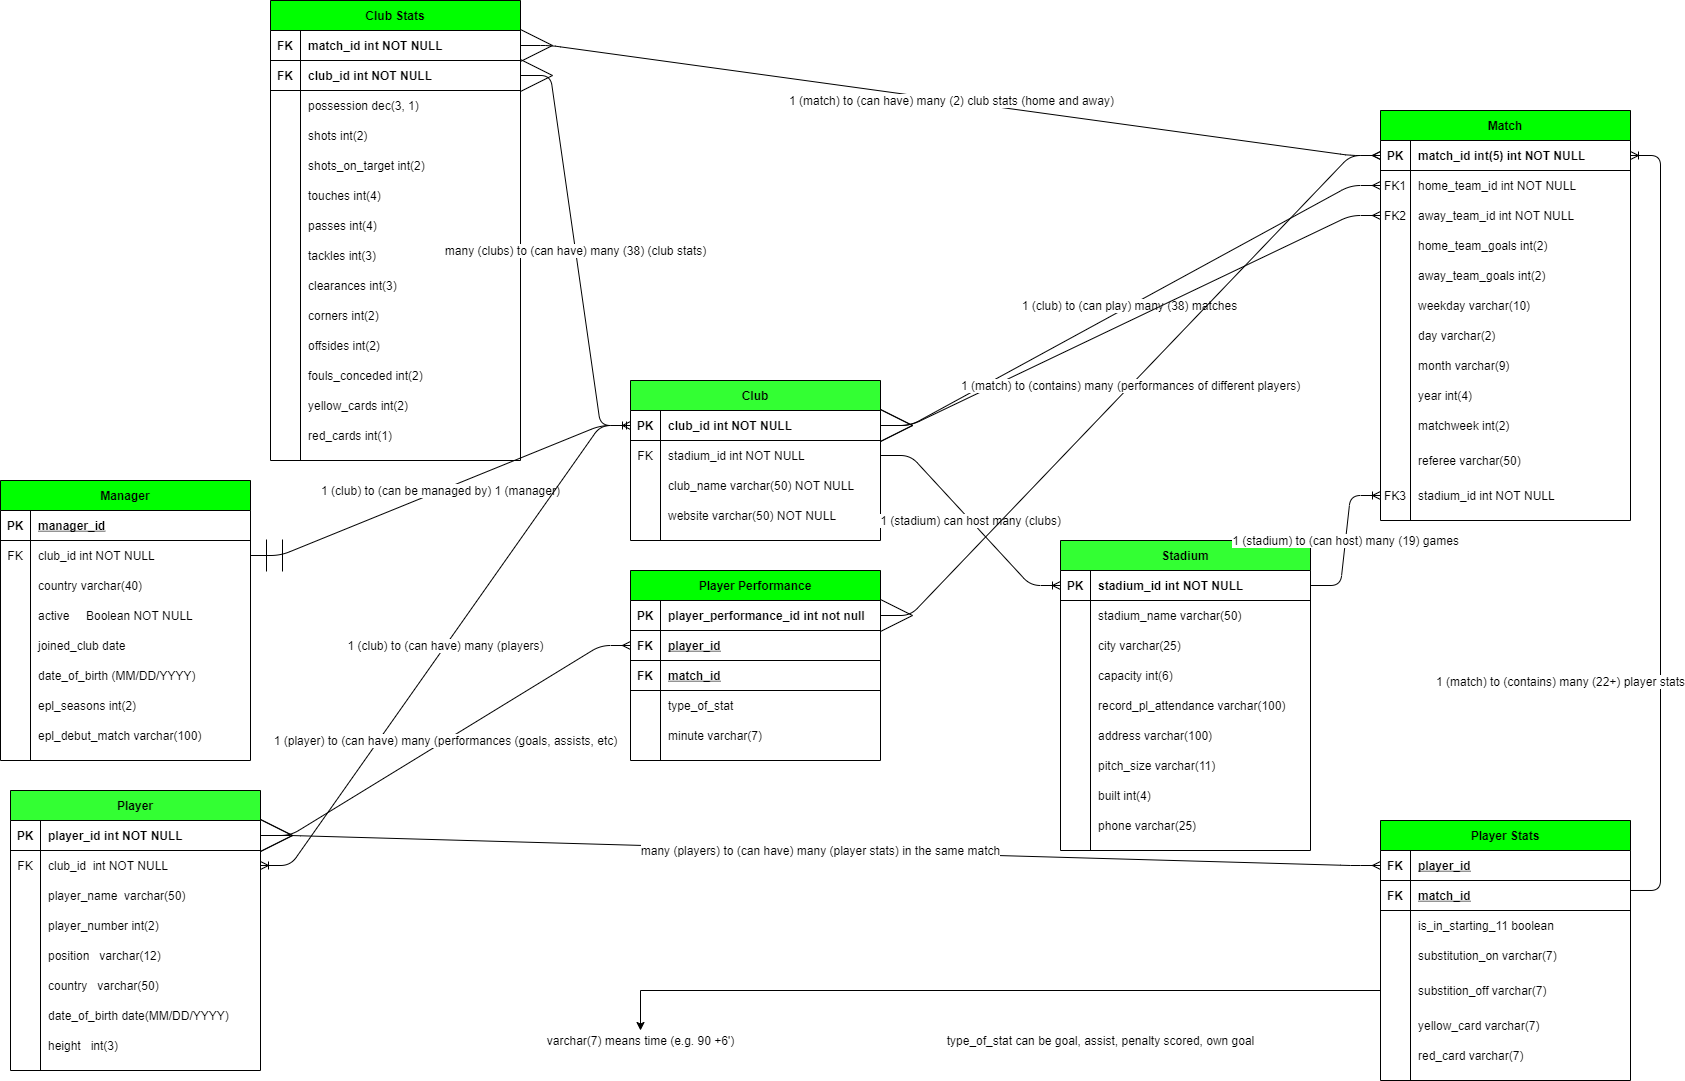 Club Stats
FK match_id int NOT NULL
FK club_id int NOT NULL
possession dec(3, 1)
shots int(2)
shots_on_target int(2)
touches int(4)
passes int(4)
tackles int(3)
clearances int(3)
corners int(2)
offsides int(2)
fouls_conceded int(2)
yellow_cards int(2)
red_cards int(1)
1 (match) to (can have) many (2) club stats (home and away)
many (clubs) to (can have) many (38) (club stats)
Match
PK match_id int(5) int NOT NULL
FK1 home_team_id int NOT NULL
FK2 away_team_id int NOT NULL
home_team_goals int(2)
away_team_goals int(2)
weekday varchar(10)
day varchar(2)
month varchar(9)
year int(4)
matchweek int(2)
referee varchar(50)
FK3 stadium_id int NOT NULL
1 (club) to (can play) many (38) matches
1 (match) to (contains) many (performances of different players)
Club
PK club_id int NOT NULL
FK stadium_id int NOT NULL
club_name varchar(50) NOT NULL
website varchar(50) NOT NULL
1 (club) to (can be managed by) 1 (manager)
1 (stadium) can host many (clubs)
1 (stadium) to (can host) many (19) games
Manager
PK manager_id
FK club_id int NOT NULL
country varchar(40)
active Boolean NOT NULL
joined_club date
date_of_birth (MM/DD/YYYY)
epl_seasons int(2)
epl_debut_match varchar(100)
1 (club) to (can have) many (players)
Player Performance
PK player_performance_id int not null
FK player_id
FK match_id
type_of_stat
minute varchar(7)
Stadium
PK stadium_id int NOT NULL
stadium_name varchar(50)
city varchar(25)
capacity int(6)
record_pl_attendance varchar(100)
address varchar(100)
pitch_size varchar(11)
built int(4)
phone varchar(25)
1 (match) to (contains) many (22+) player stats
1 (player) to (can have) many (performances (goals, assists, etc)
Player
PK player_id int NOT NULL
FK club_id int NOT NULL
player_name varchar(50)
player_number int(2)
position varchar(12)
country varchar(50)
date_of_birth date(MM/DD/YYYY)
height int(3)
many (players) to (can have) many (player stats) in the same match
Player Stats
FK player_id
FK match_id
is_in_starting_11 boolean
substitution_on varchar(7)
substition_off varchar(7)
yellow_card varchar(7)
red_card varchar(7)
varchar(7) means time (e.g. 90 +6')
type_of_stat can be goal, assist, penalty scored, own goal